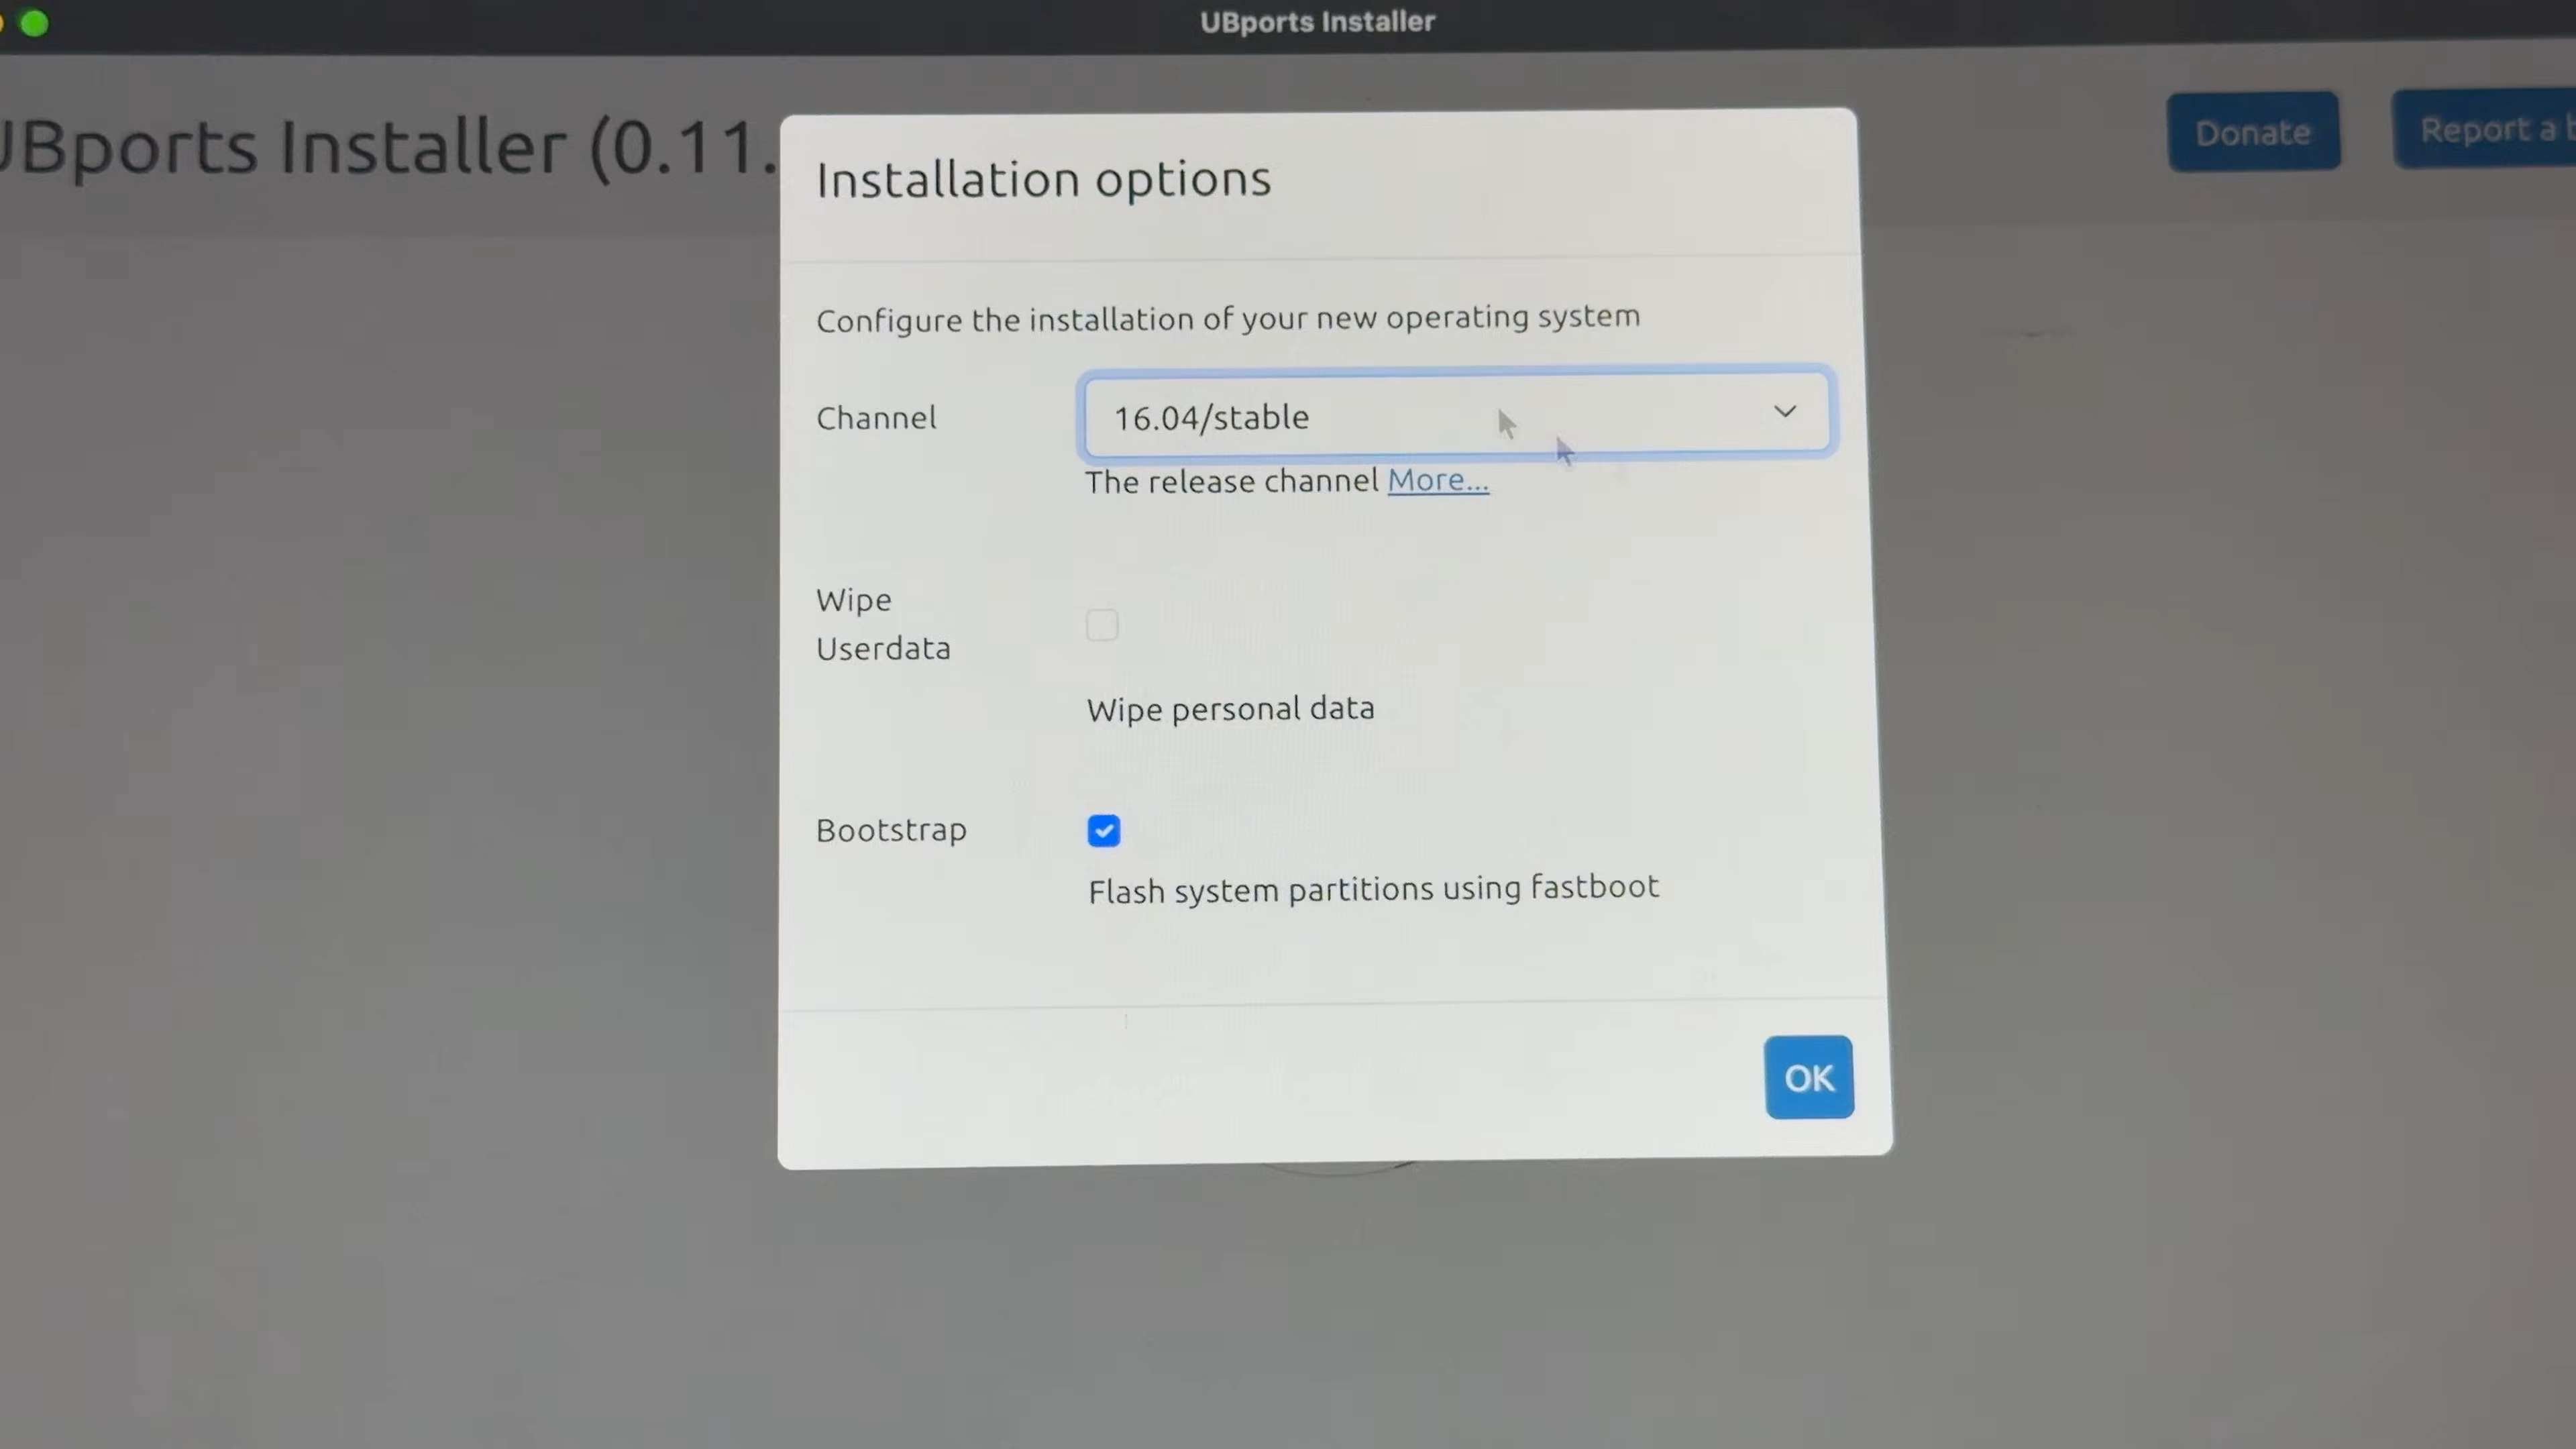 UBports Installer
UBports Installer (0.11.
Donate
Report a b
Installation options
Configure the installation of your new operating system
Channel
16.04/stable
The release channel More...
Wipe
Userdata
Wipe personal data
Bootstrap
Flash system partitions using fastboot
OK